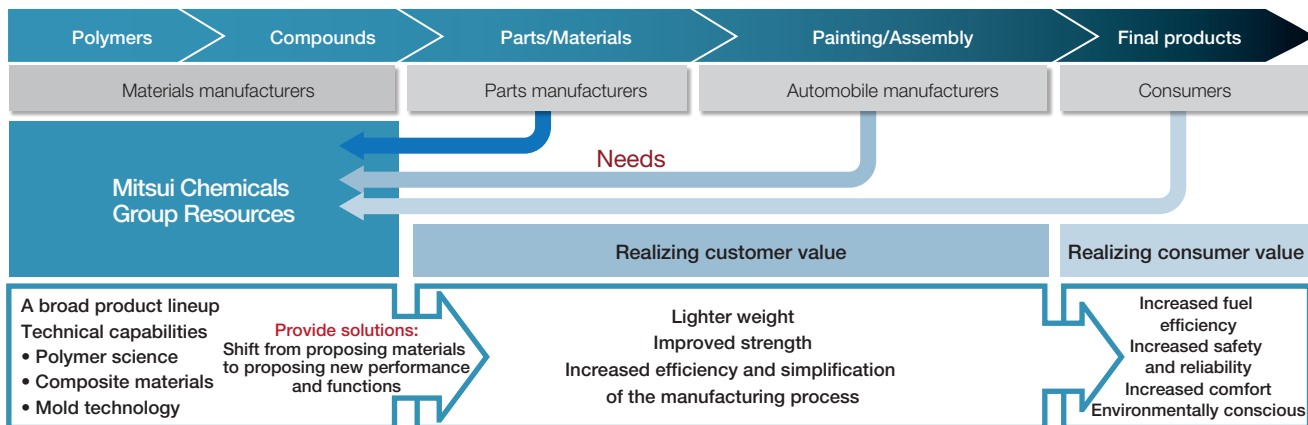 Polymers
Compounds
Parts/Materials
Painting/Assembly
Final products
Materials manufacturers
Parts manufacturers
Automobile manufacturers
Consumers
Needs
Mitsui Chemicals
Group Resources
Realizing customer value
Realizing consumer value
A broad product lineup
Technical capabilities
• Polymer science
• Composite materials
• Mold technology
Provide solutions:
Shift from proposing materials
to proposing new performance
and functions
Lighter weight
Improved strength
Increased efficiency and simplification
of the manufacturing process
Increased fuel
efficiency
Increased safety
and reliability
Increased comfort
Environmentally conscious